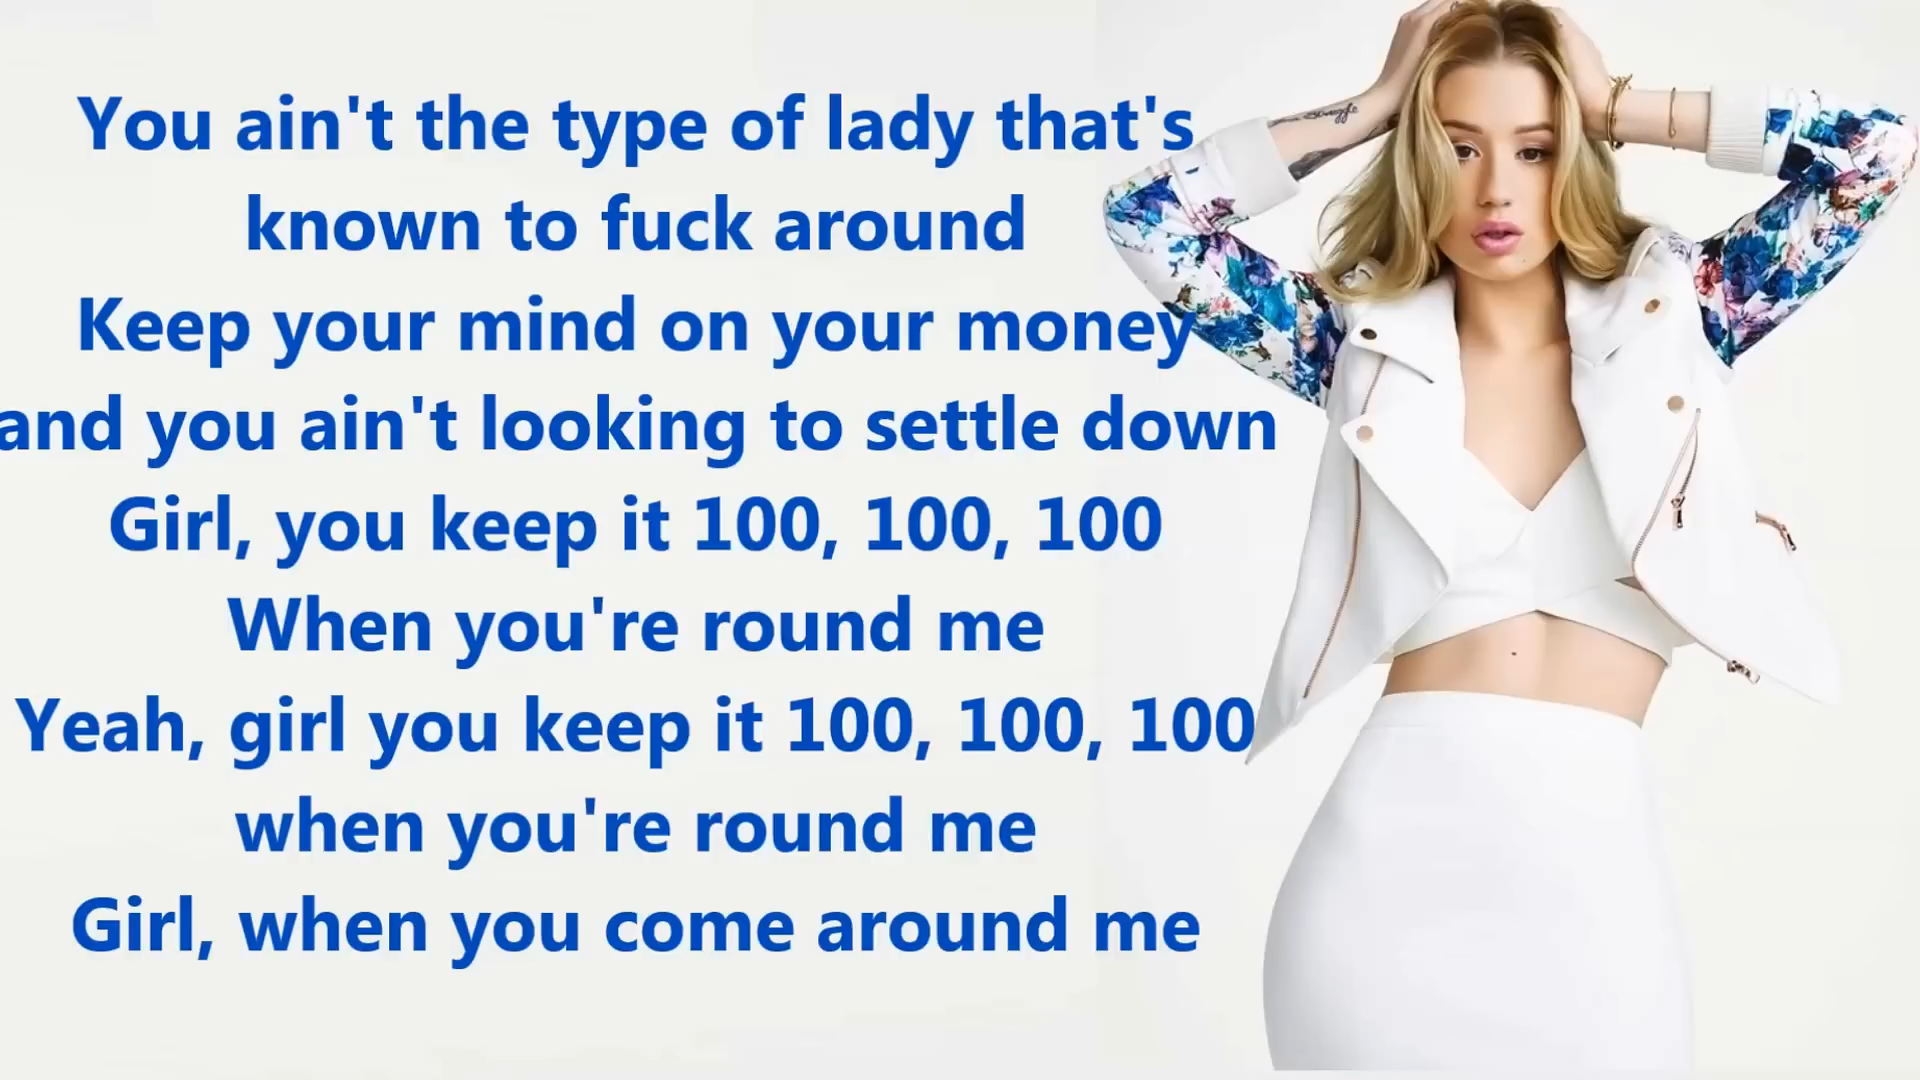 You ain't the type of lady that's
known to fuck around
Keep your mind on your money
and you ain't looking to settle down
Girl, you keep it 100, 100, 100
When you're round me
Yeah, girl you keep it 100, 100, 100
when you're round me
Girl, when you come around me